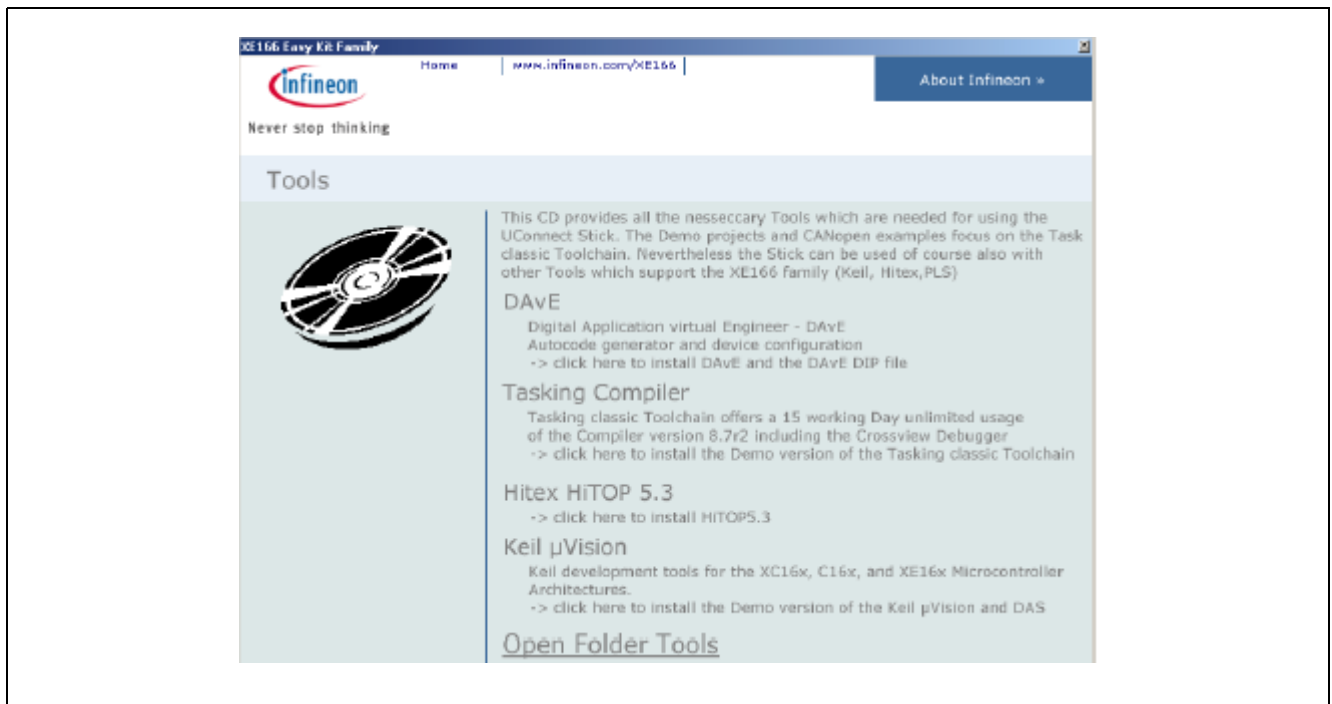 XE166 Easy Kit Family
infineon
Home
www.infineon.com/XE166
About Infineon »
Never stop thinking
Tools
This CD provides all the nesseccary Tools which are needed for using the
UConnect Stick. The Demo projects and CANopen examples focus on the Task
classic Toolchain. Nevertheless the Stick can be used of course also with
other Tools which support the XE166 family (Keil, Hitex,PLS)
DAvE
Digital Application virtual Engineer - DAvE
Autocode generator and device configuration
-> click here to install DAvE and the DAvE DIP file
Tasking Compiler
Tasking classic Toolchain offers a 15 working Day unlimited usage
of the Compiler version 8.7r2 including the Crossview Debugger
-> click here to install the Demo version of the Tasking classic Toolchain
Hitex HiTOP 5.3
-> click here to install HiTOP5.3
Keil µVision
Keil development tools for the XC16x, C16x, and XE16x Microcontroller
Architectures.
-> click here to install the Demo version of the Keil µVision and DAS
Open Folder Tools